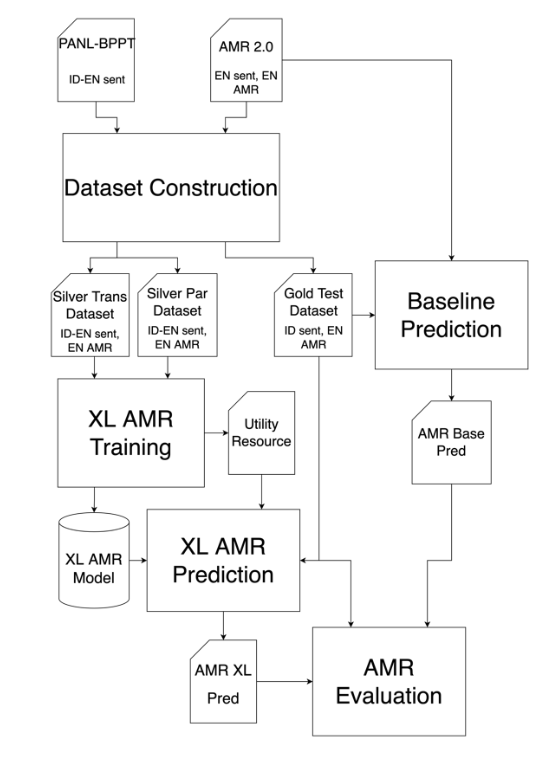 PANL-BPPT
ID-EN sent
AMR 2.0
EN sent, EN
AMR
Dataset Construction
Silver Trans
Dataset
ID-EN sent,
EN AMR
Silver Par
Dataset
ID-EN sent,
EN AMR
Gold Test
Dataset
ID sent, EN
AMR
Baseline
Prediction
XL AMR
Training
Utility
Resource
AMR Base
Pred
XL AMR
Model
XL AMR
Prediction
AMR XL
Pred
AMR
Evaluation